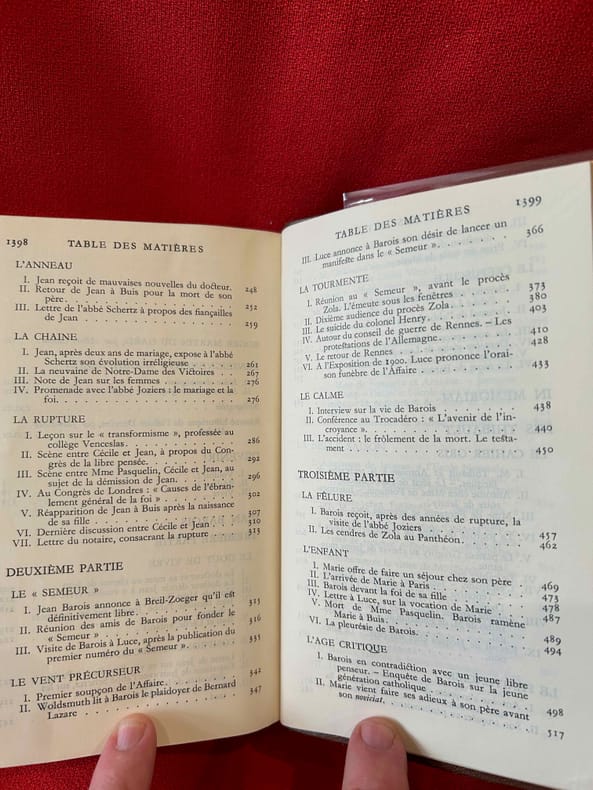 1398 TABLE DES MATIÈRES
L'ANNEAU
I. Jean reçoit de mauvaises nouvelles du docteur. 248
II. Retour de Jean à Buis pour la mort de son
père. . . . . . . . . . . . . . . . . . . 252
III. Lettre de l'abbé Schertz à propos des fiançailles
de Jean . . . . . . . . . . . . . . . . . 259
LA CHAINE
I. Jean, après deux ans de mariage, expose à l'abbé
Schertz son évolution irréligieuse . . . . . 261
II. La neuvaine de Notre-Dame des Victoires . . 267
III. Note de Jean sur les femmes . . . . . . . . 276
IV. Promenade avec l'abbé Joziers : le mariage et la
foi. . . . . . . . . . . . . . . . . . . . 276
LA RUPTURE
I. Leçon sur le « transformisme », professée au
collège Venceslas . . . . . . . . . . . . . 286
II. Scène entre Cécile et Jean, à propos du Con-
grès de la libre pensée. . . . . . . . . . . 292
III. Scène entre Mme Pasquelin, Cécile et Jean, au
sujet de la démission de Jean. . . . . . . . 296
IV. Au Congrès de Londres : « Causes de l'ébran-
lement général de la foi » . . . . . . . . . 302
V. Réapparition de Jean à Buis après la naissance
de sa fille . . . . . . . . . . . . . . . . 307
VI. Dernière discussion entre Cécile et Jean . . 310
VII. Lettre du notaire, consacrant la rupture . . 313
DEUXIÈME PARTIE
LE « SEMEUR »
I. Jean Barois annonce à Breil-Zoeger qu'il est
définitivement libre. . . . . . . . . . . . 315
II. Réunion des amis de Barois pour fonder le
« Semeur » . . . . . . . . . . . . . . . . 316
III. Visite de Barois à Luce, après la publication du
premier numéro du « Semeur ». . . . . . . . 335
LE VENT PRÉCURSEUR
I. Premier soupçon de l'Affaire. . . . . . . . 342
II. Woldsmuth lit à Barois le plaidoyer de Bernard
Lazare . . . . . . . . . . . . . . . . . . 347
TABLE DES MATIÈRES 1399
III. Luce annonce à Barois son désir de lancer un
manifeste dans le « Semeur ». . . . . . . . 366
LA TOURMENTE
I. Réunion au « Semeur », avant le procès
Zola. L'émeute sous les fenêtres . . . . . . 373
II. Dixième audience du procès Zola . . . . . . 380
III. Le suicide du colonel Henry. . . . . . . . 403
IV. Autour du conseil de guerre de Rennes. – Les
protestations de l'Allemagne. . . . . . . . 410
V. Le retour de Rennes . . . . . . . . . . . . 428
VI. A l'Exposition de 1900. Luce prononce l'orai-
son funèbre de l'Affaire . . . . . . . . . . 433
LE CALME
I. Interview sur la vie de Barois . . . . . . . 438
II. Conférence au Trocadéro : « L'avenir de l'in-
croyance ». . . . . . . . . . . . . . . . . 440
III. L'accident : le frôlement de la mort. Le testa-
ment . . . . . . . . . . . . . . . . . . . 450
TROISIÈME PARTIE
LA FÊLURE
I. Barois reçoit, après des années de rupture, la
visite de l'abbé Joziers . . . . . . . . . . 457
II. Les cendres de Zola au Panthéon. . . . . . . 462
L'ENFANT
I. Marie offre de faire un séjour chez son père . 469
II. L'arrivée de Marie à Paris . . . . . . . . . 473
III. Barois devant la foi de sa fille . . . . . . 478
IV. Lettre à Luce, sur la vocation de Marie . . . 487
V. Mort de Mme Pasquelin. Barois ramène
Marie à Buis. . . . . . . . . . . . . . . . 489
VI. La pleurésie de Barois. . . . . . . . . . . 494
L'AGE CRITIQUE
I. Barois en contradiction avec un jeune libre
penseur. – Enquête de Barois sur la jeune
génération catholique . . . . . . . . . . . 498
II. Marie vient faire ses adieux à son père avant
son noviciat. . . . . . . . . . . . . . . . 517